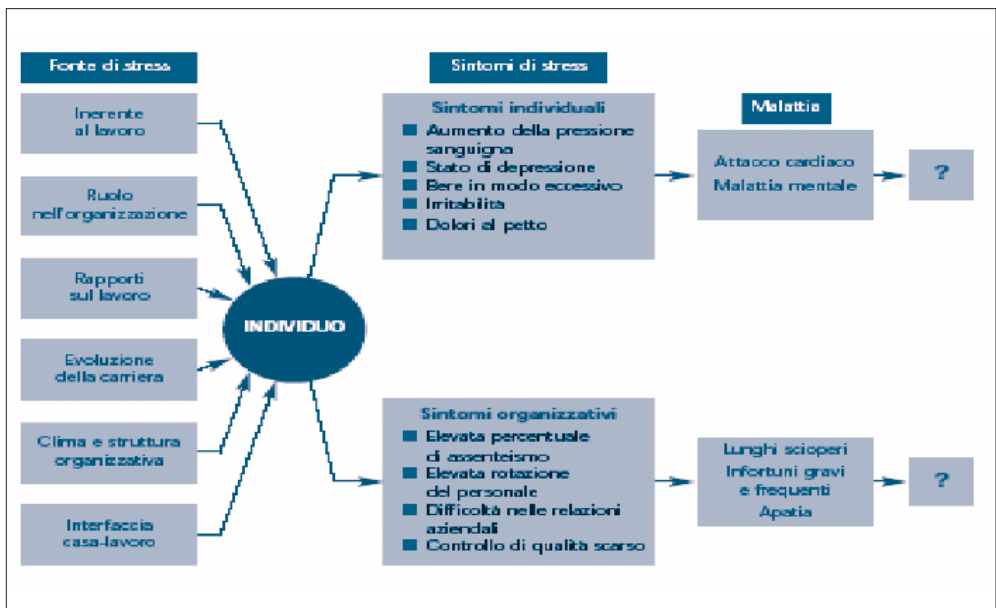 Fonte di stress
Inerente
al lavoro
Ruolo
nell'organizzazione
Rapporti
sul lavoro
Evoluzione
della carriera
Clima e struttura
organizzativa
Interfaccia
casa-lavoro
INDIVIDUO
Sintomi di stress
Sintomi individuali
Aumento della pressione
sanguigna
Stato di depressione
Bere in modo eccessivo
Irritabilità
Dolori al petto
Sintomi organizzativi
Elevata percentuale
di assenteismo
Elevata rotazione
del personale
Difficoltà nelle relazioni
aziendali
Controllo di qualità scarso
Malattia
Attacco cardiaco
Malattia mentale
?
Lunghi scioperi
Infortuni gravi
e frequenti
Apatia
?